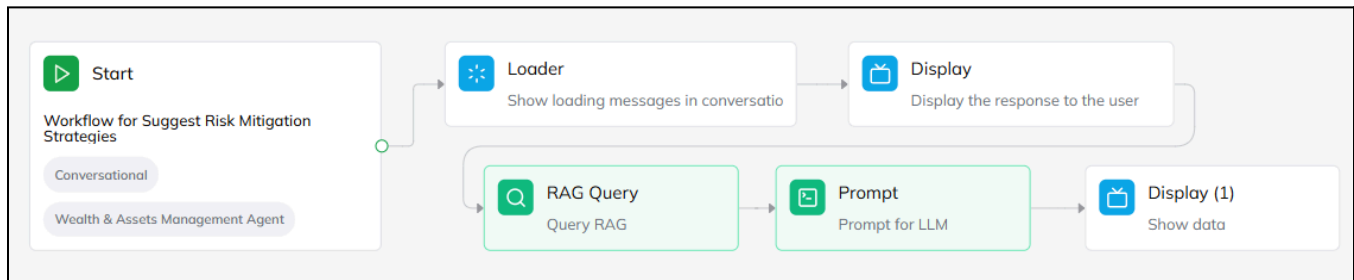 Start
Workflow for Suggest Risk Mitigation
Strategies
Conversational
Wealth & Assets Management Agent
Loader
Show loading messages in conversatio
Display
Display the response to the user
RAG Query
Query RAG
Prompt
Prompt for LLM
Display (1)
Show data